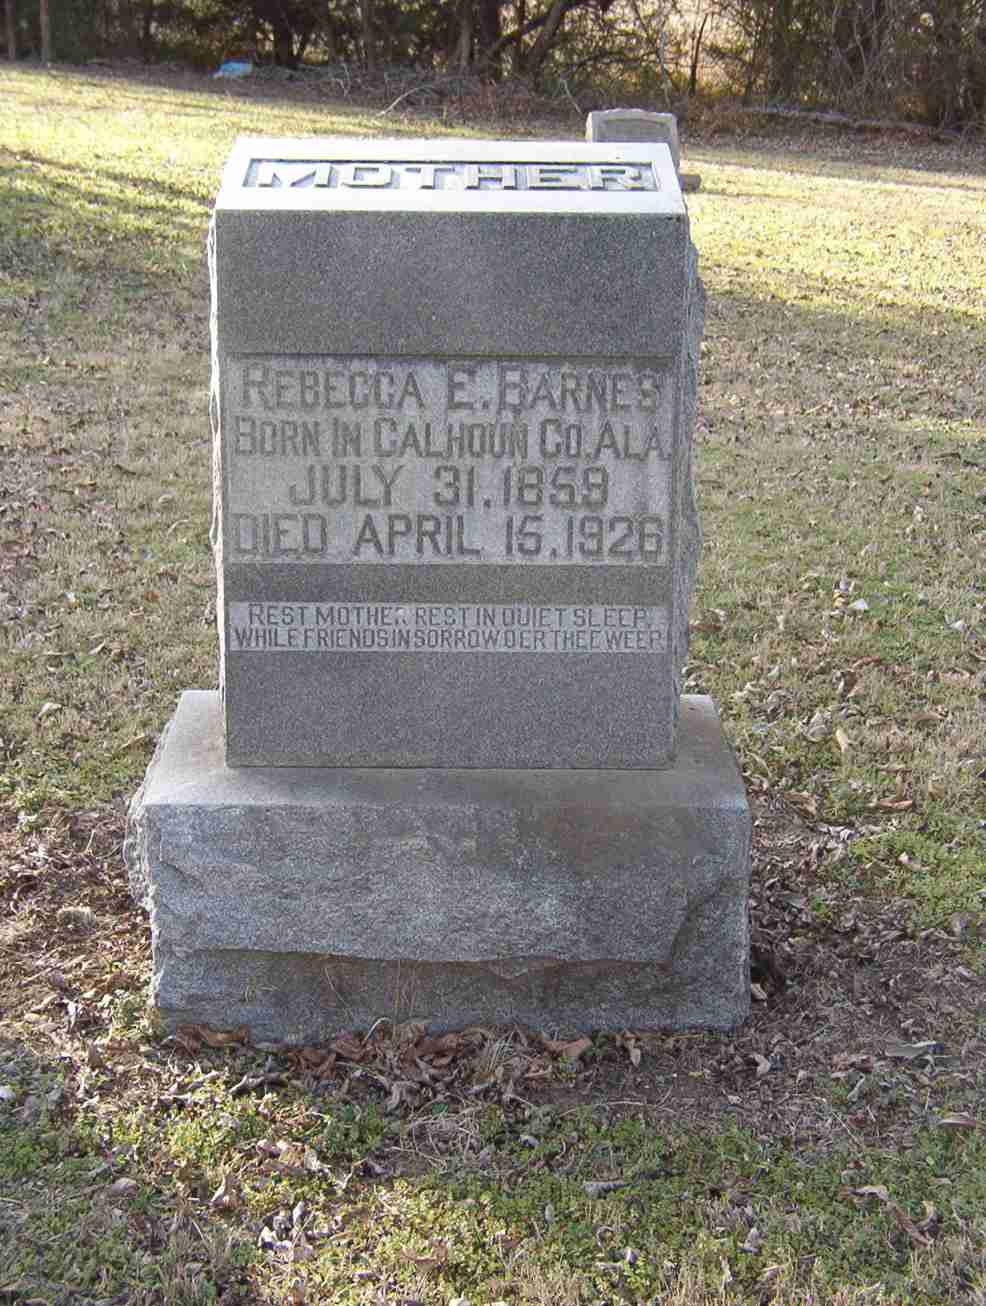 MOTHER
REBECCA E. BARNES
BORN IN CALHOUN CO. ALA.
JULY 31. 1859
DIED APRIL 15, 1926
REST MOTHER, REST IN QUIET SLEEP,
WHILE FRIENDS IN SORROW O'ER THEE WEEP.